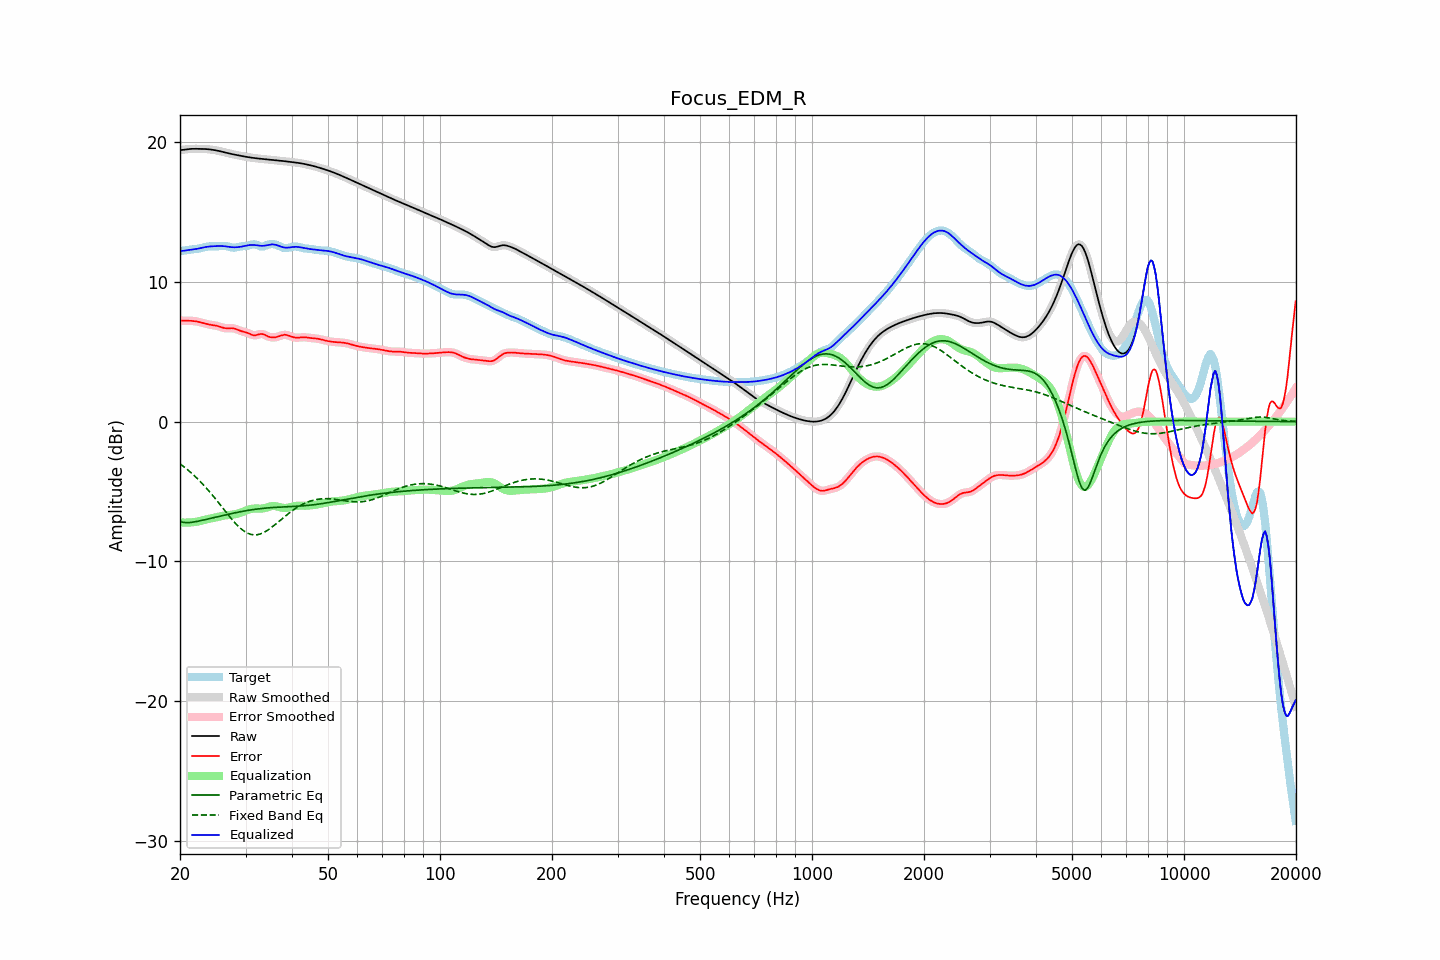 Focus_EDM_R
20
10
0
−10
−20
−30
Amplitude (dBr)
Target
Raw Smoothed
Error Smoothed
Raw
Error
Equalization
Parametric Eq
Fixed Band Eq
Equalized
20 50 100 200 500 1000 2000 5000 10000 20000
Frequency (Hz)